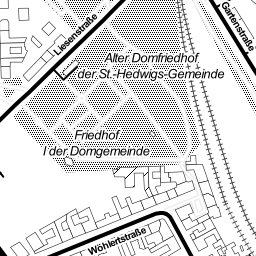 Liesenstraße
Gartenstraße
Alter Domfriedhof
der St.-Hedwigs-Gemeinde
Friedhof
I der Domgemeinde
Wöhlertstraße